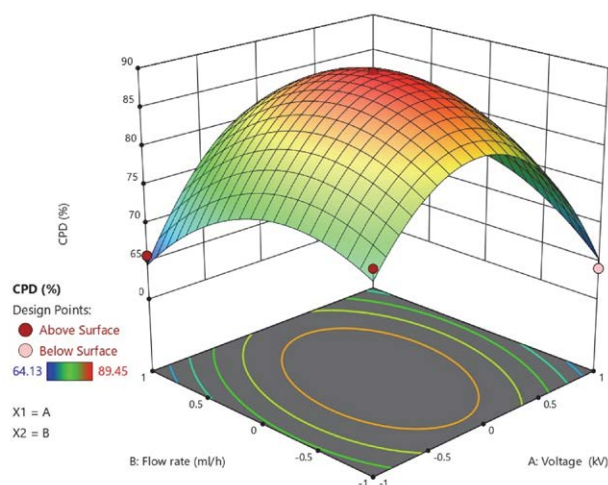 90
85
80
75
70
65
0
CPD (%)
CPD (%)
Design Points:
Above Surface
Below Surface
64.13 89.45
X1 = A
X2 = B
1
0.5
0
-0.5
-1
B: Flow rate (ml/h)
-1
-0.5
0
0.5
1
A: Voltage (kV)